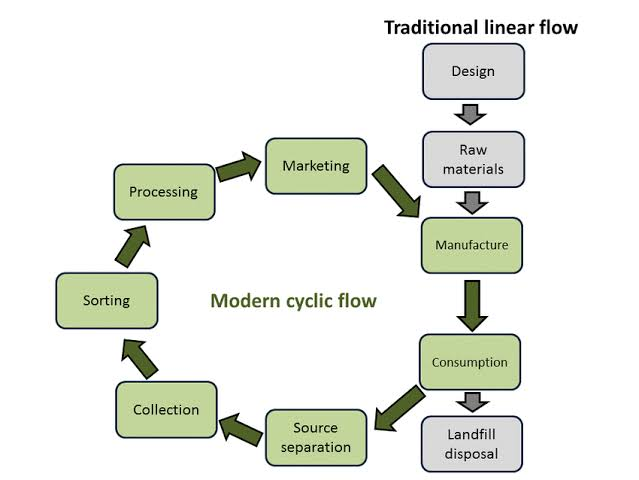 Traditional linear flow
Design
Raw
materials
Marketing
Processing
Manufacture
Sorting
Modern cyclic flow
Consumption
Collection
Source
separation
Landfill
disposal